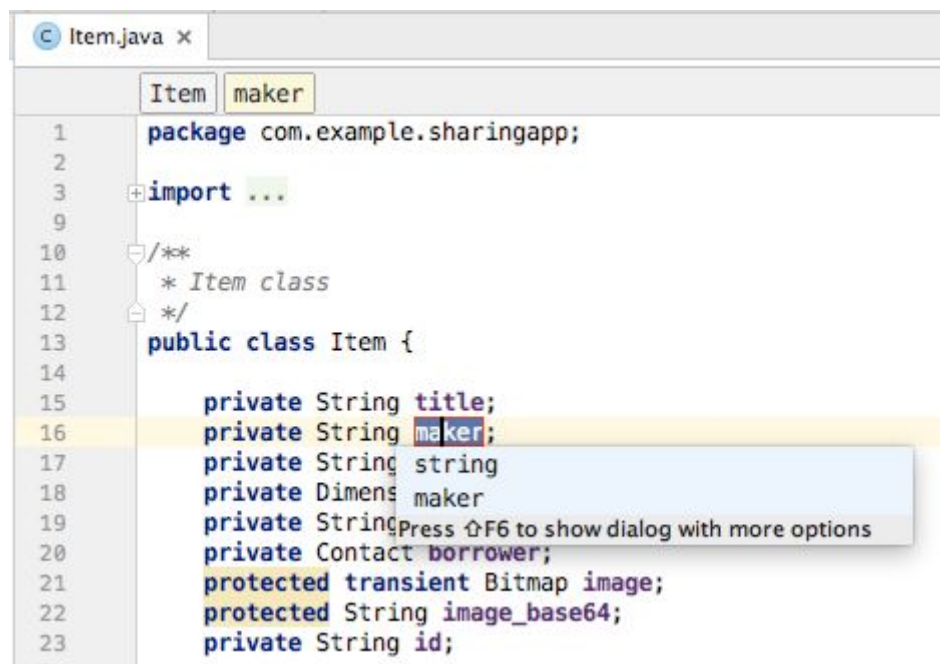 C Item.java ×
Item maker
1 package com.example.sharingapp;
2
3 import ...
9
10 /**
11 * Item class
12 */
13 public class Item {
14
15 private String title;
16 private String maker;
17 private String
18 private Dimens
19 private String
string
maker
Press ⇧F6 to show dialog with more options
20 private Contact borrower;
21 protected transient Bitmap image;
22 protected String image_base64;
23 private String id;